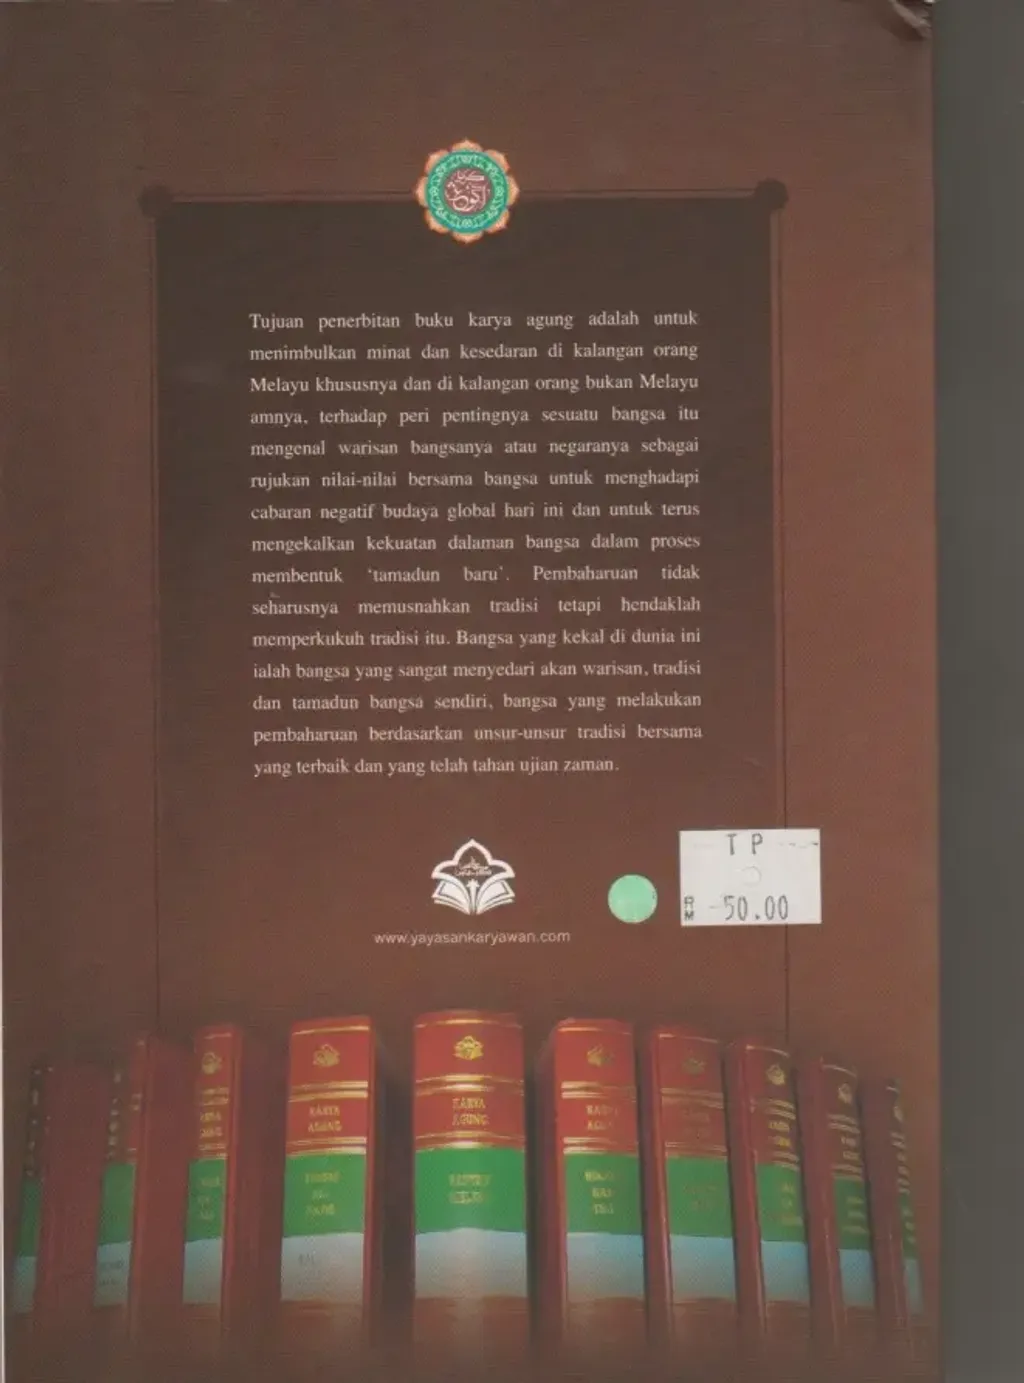 Tujuan penerbitan buku karya agung adalah untuk
menimbulkan minat dan kesedaran di kalangan orang
Melayu khususnya dan di kalangan orang bukan Melayu
amnya, terhadap peri pentingnya sesuatu bangsa itu
mengenal warisan bangsanya atau negaranya sebagai
rujukan nilai-nilai bersama bangsa untuk menghadapi
cabaran negatif budaya global hari ini dan untuk terus
mengekalkan kekuatan dalaman bangsa dalam proses
membentuk ‘tamadun baru’. Pembaharuan tidak
seharusnya memusnahkan tradisi tetapi hendaklah
memperkukuh tradisi itu. Bangsa yang kekal di dunia ini
ialah bangsa yang sangat menyedari akan warisan, tradisi
dan tamadun bangsa sendiri, bangsa yang melakukan
pembaharuan berdasarkan unsur-unsur tradisi bersama
yang terbaik dan yang telah tahan ujian zaman.
T P
RM -50.00
www.yayasankaryawan.com
KARYA
AGUNG
KARYA
AGUNG